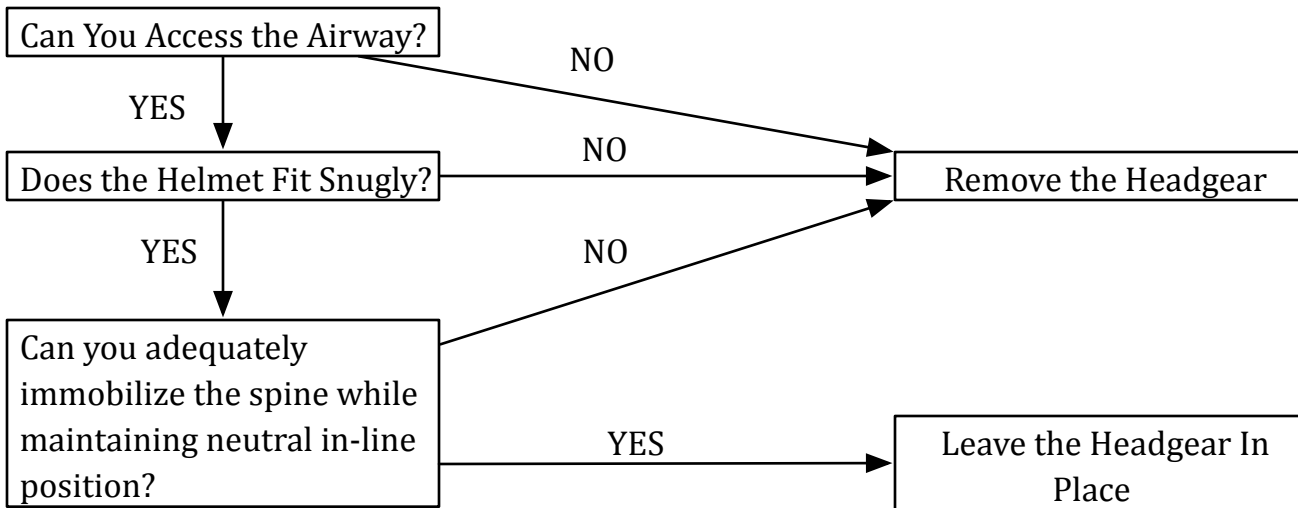 Can You Access the Airway?
NO
YES
Does the Helmet Fit Snugly?
NO
Remove the Headgear
YES
NO
Can you adequately
immobilize the spine while
maintaining neutral in-line
position?
YES
Leave the Headgear In
Place